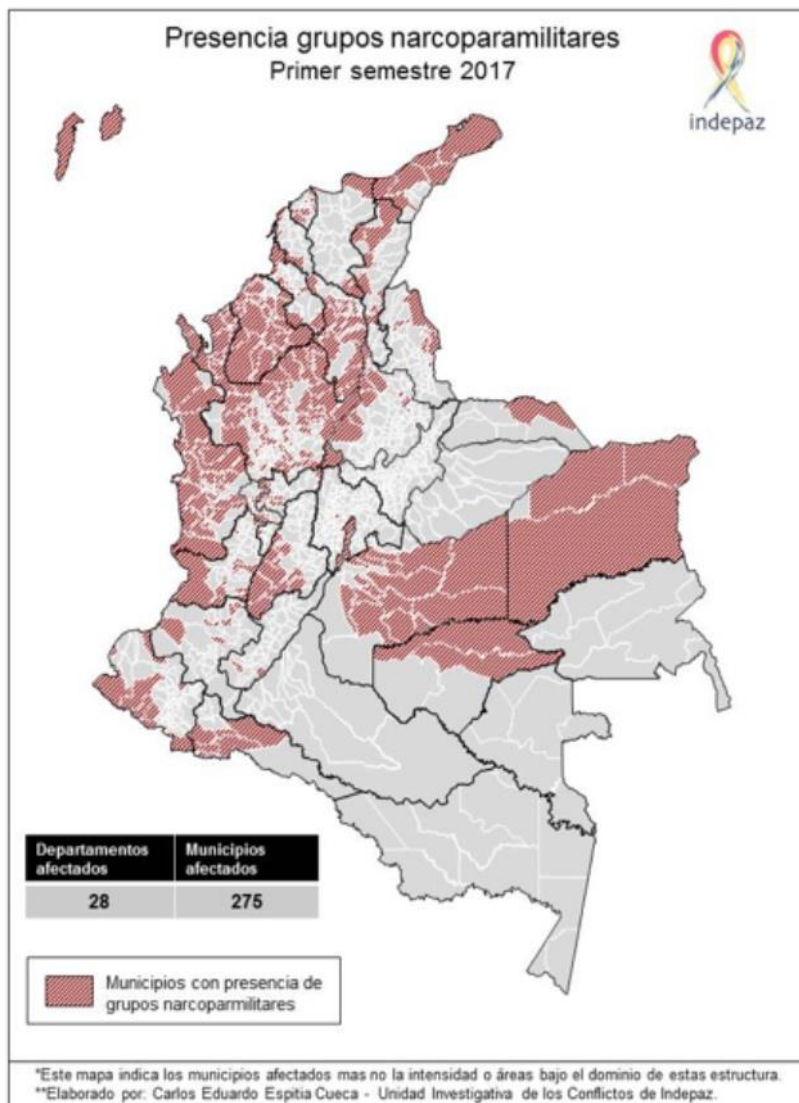 Presencia grupos narcoparamilitares
Primer semestre 2017
indepaz
Departamentos afectados
Municipios afectados
28
275
Municipios con presencia de
grupos narcoparmilitares
*Este mapa indica los municipios afectados mas no la intensidad o áreas bajo el dominio de estas estructura.
**Elaborado por: Carlos Eduardo Espitia Cueca - Unidad Investigativa de los Conflictos de Indepaz.